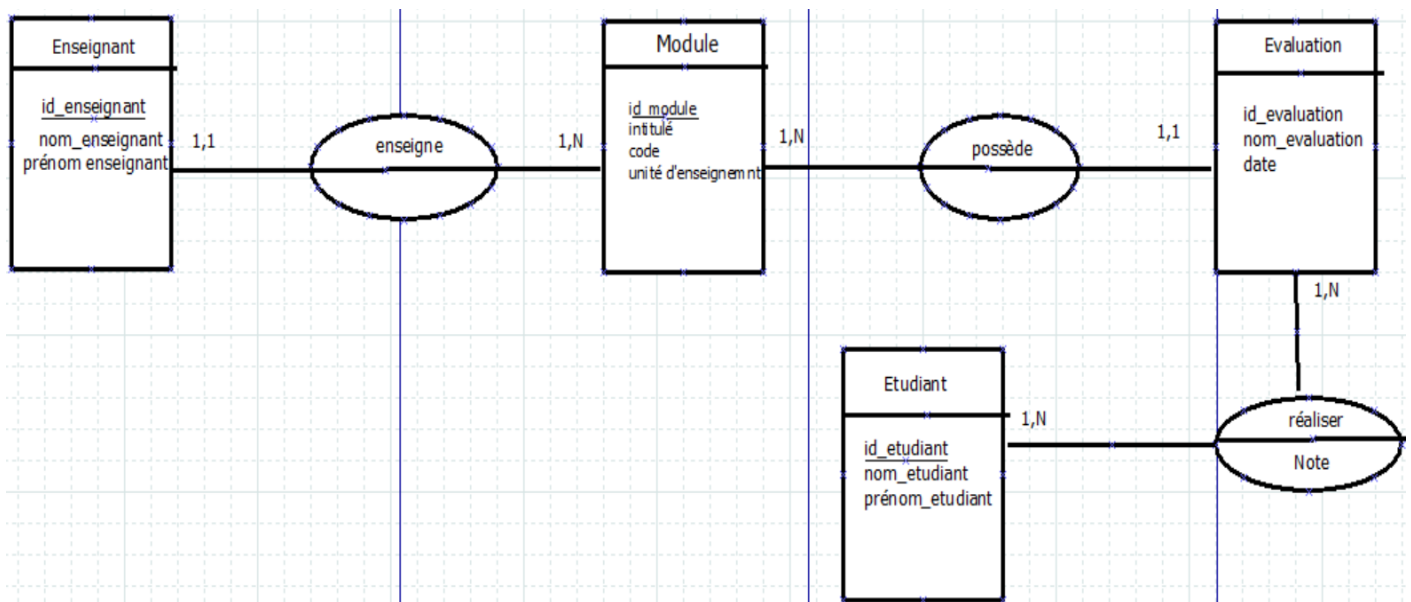 Enseignant
id_enseignant
nom_enseignant
prénom enseignant
1,1
enseigne
1,N
Module
id_module
intitulé
code
unité d'enseignemnt
1,N
possède
1,1
Evaluation
id_evaluation
nom_evaluation
date
1,N
Etudiant
id_etudiant
nom_etudiant
prénom_etudiant
1,N
réaliser
Note